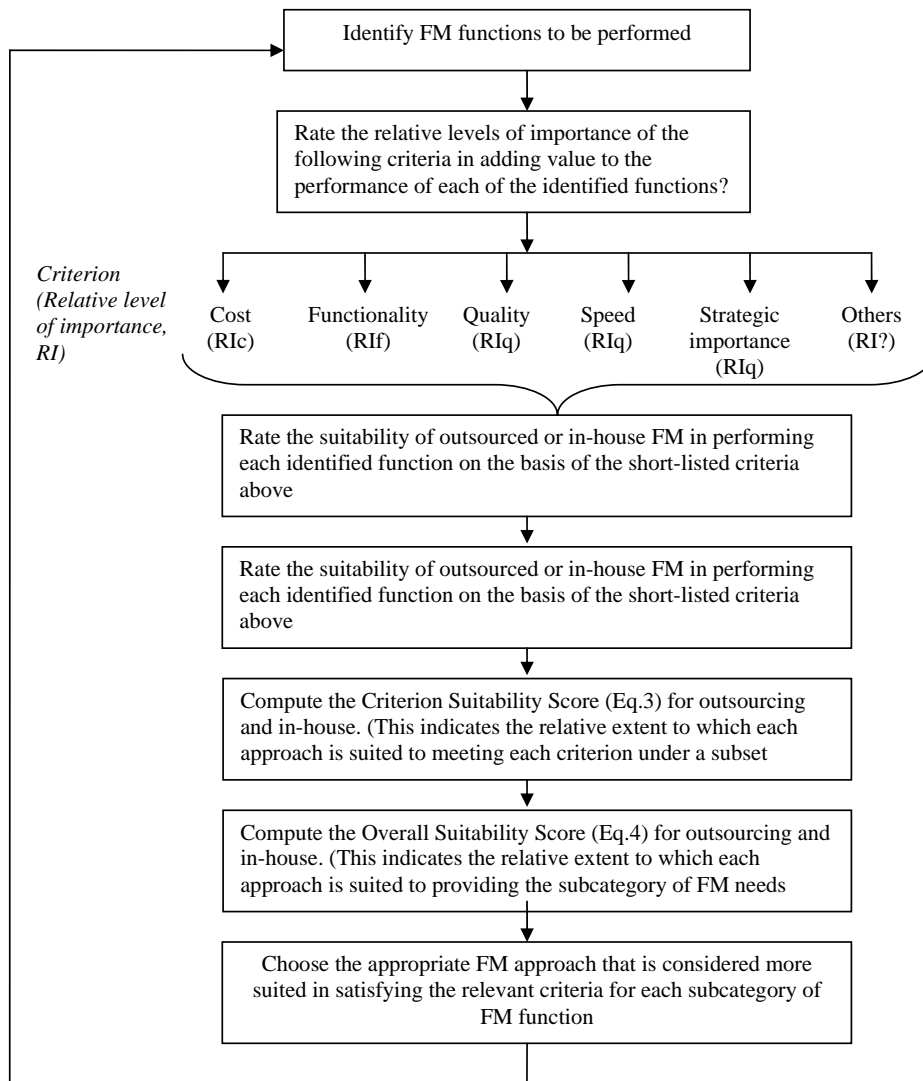 Identify FM functions to be performed
Rate the relative levels of importance of the
following criteria in adding value to the
performance of each of the identified functions?
Criterion
(Relative level
of importance,
RI)
Cost
(RIc)
Functionality
(RIf)
Quality
(RIq)
Speed
(RIq)
Strategic
importance
(RIq)
Others
(RI?)
Rate the suitability of outsourced or in-house FM in performing
each identified function on the basis of the short-listed criteria
above
Rate the suitability of outsourced or in-house FM in performing
each identified function on the basis of the short-listed criteria
above
Compute the Criterion Suitability Score (Eq.3) for outsourcing
and in-house. (This indicates the relative extent to which each
approach is suited to meeting each criterion under a subset
Compute the Overall Suitability Score (Eq.4) for outsourcing and
in-house. (This indicates the relative extent to which each
approach is suited to providing the subcategory of FM needs
Choose the appropriate FM approach that is considered more
suited in satisfying the relevant criteria for each subcategory of
FM function